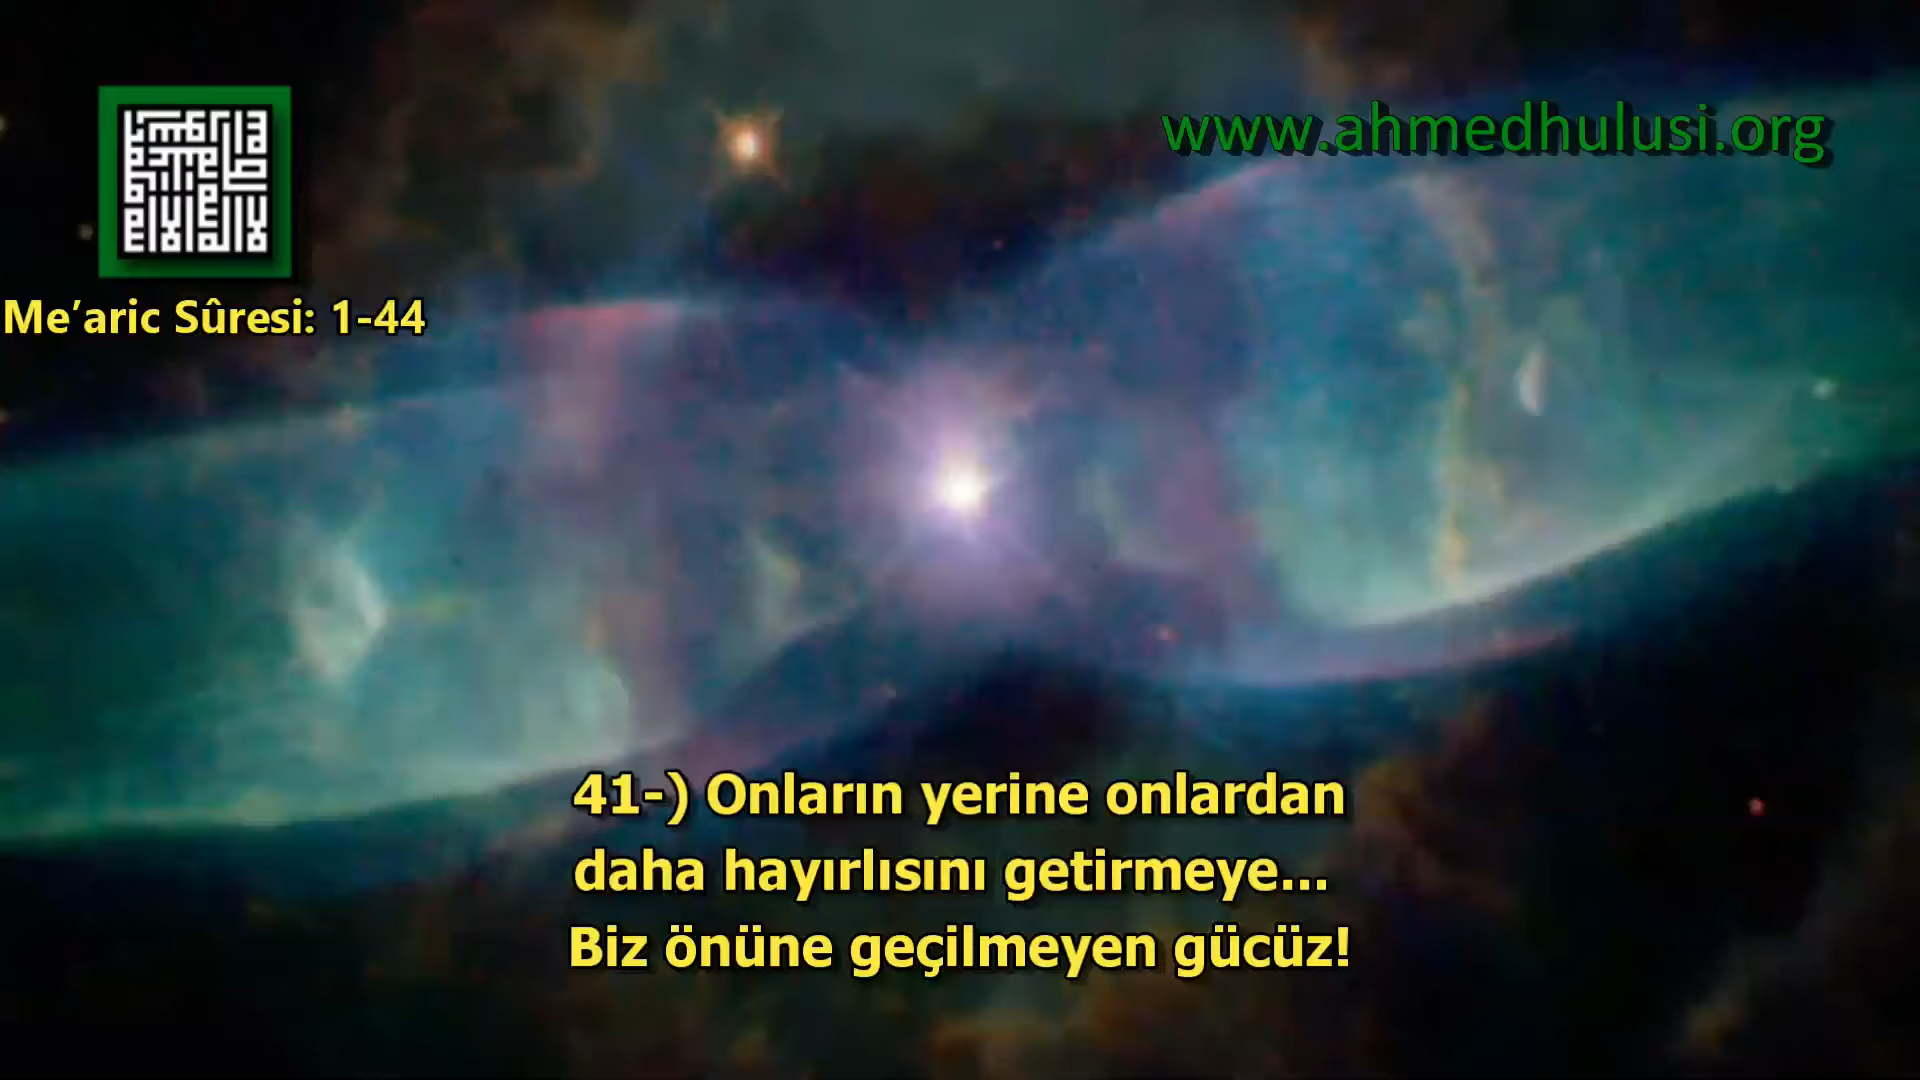 www.ahmedhulusi.org
Me’aric Sûresi: 1-44
41-) Onların yerine onlardan
daha hayırlısını getirmeye...
Biz önüne geçilmeyen gücüz!